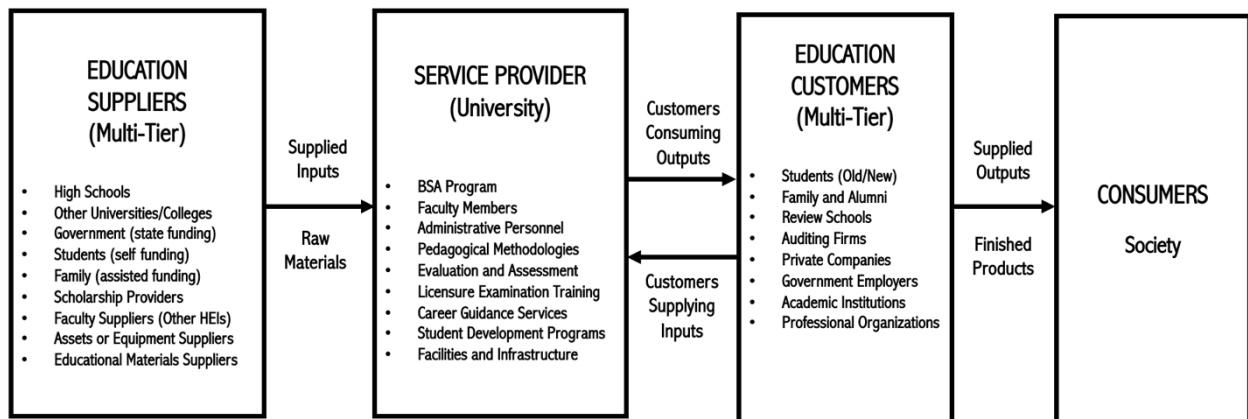 EDUCATION
SUPPLIERS
(Multi-Tier)
• High Schools
• Other Universities/Colleges
• Government (state funding)
• Students (self funding)
• Family (assisted funding)
• Scholarship Providers
• Faculty Suppliers (Other HEIs)
• Assets or Equipment Suppliers
• Educational Materials Suppliers
Supplied
Inputs
Raw
Materials
SERVICE PROVIDER
(University)
• BSA Program
• Faculty Members
• Administrative Personnel
• Pedagogical Methodologies
• Evaluation and Assessment
• Licensure Examination Training
• Career Guidance Services
• Student Development Programs
• Facilities and Infrastructure
Customers
Consuming
Outputs
Customers
Supplying
Inputs
EDUCATION
CUSTOMERS
(Multi-Tier)
• Students (Old/New)
• Family and Alumni
• Review Schools
• Auditing Firms
• Private Companies
• Government Employers
• Academic Institutions
• Professional Organizations
Supplied
Outputs
Finished
Products
CONSUMERS
Society